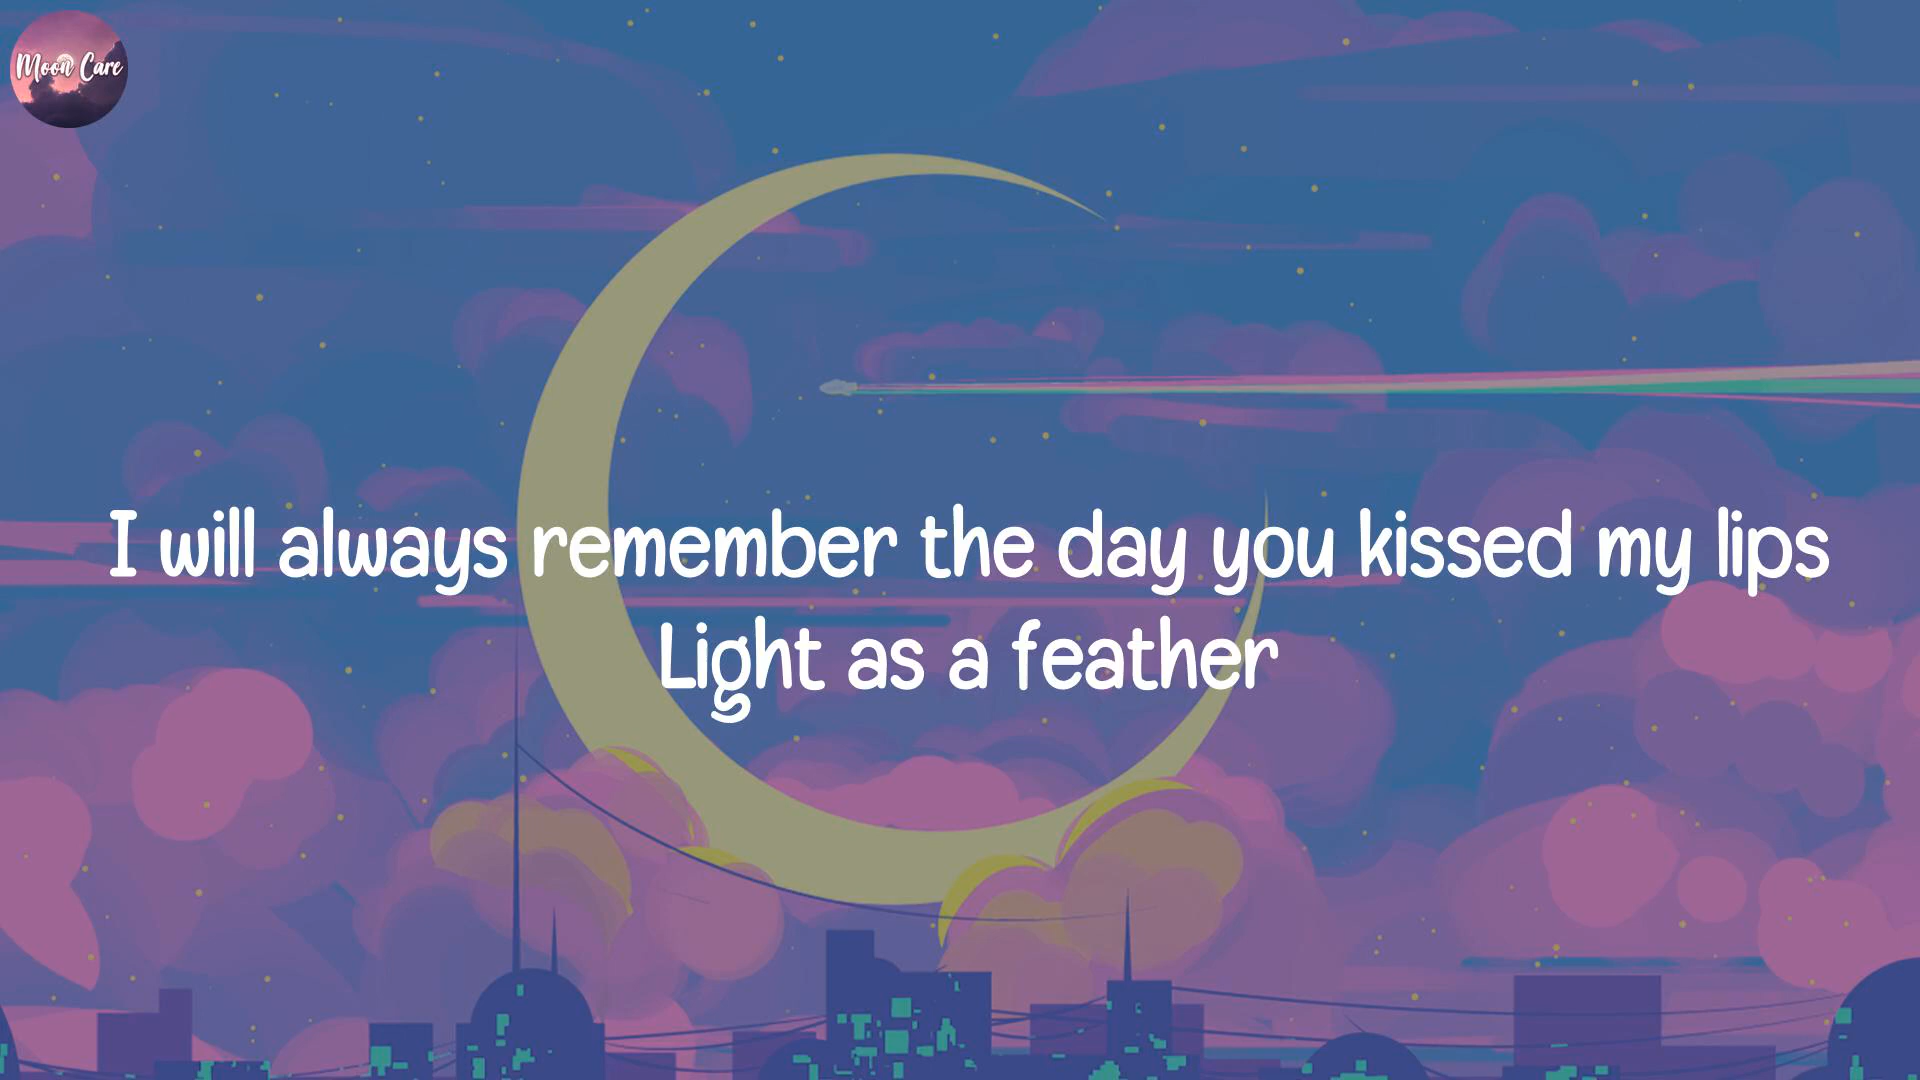 Moon Care
I will always remember the day you kissed my lips
Light as a feather